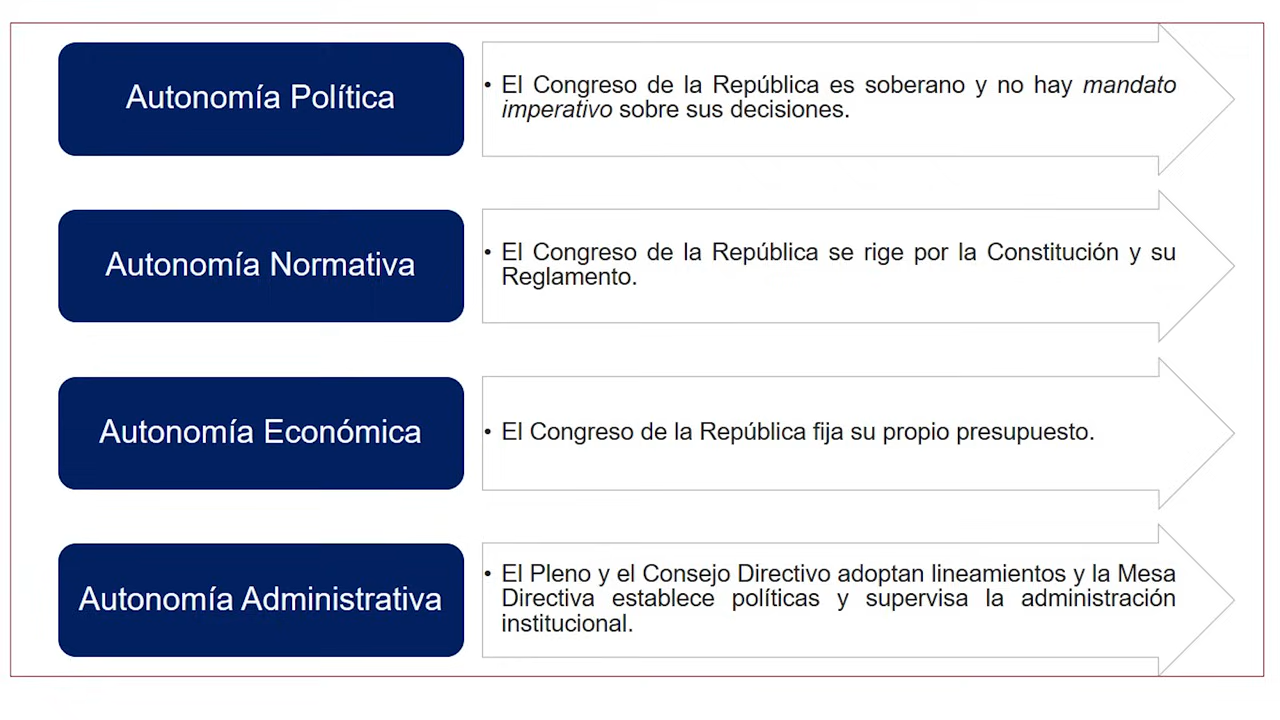 Autonomía Política
• El Congreso de la República es soberano y no hay mandato
imperativo sobre sus decisiones.
Autonomía Normativa
• El Congreso de la República se rige por la Constitución y su
Reglamento.
Autonomía Económica
• El Congreso de la República fija su propio presupuesto.
Autonomía Administrativa
• El Pleno y el Consejo Directivo adoptan lineamientos y la Mesa
Directiva establece políticas y supervisa la administración
institucional.